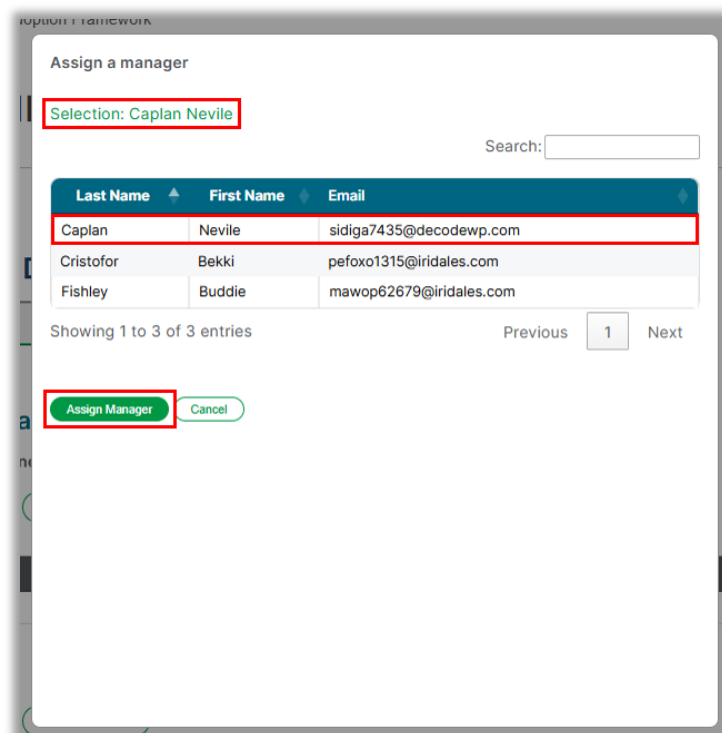 Assign a manager
Selection: Caplan Nevile
Search:
Last Name First Name Email
Caplan Nevile sidiga7435@decodewp.com
Cristofor Bekki pefoxo1315@iridales.com
Fishley Buddie mawop62679@iridales.com
Showing 1 to 3 of 3 entries Previous 1 Next
Assign Manager Cancel